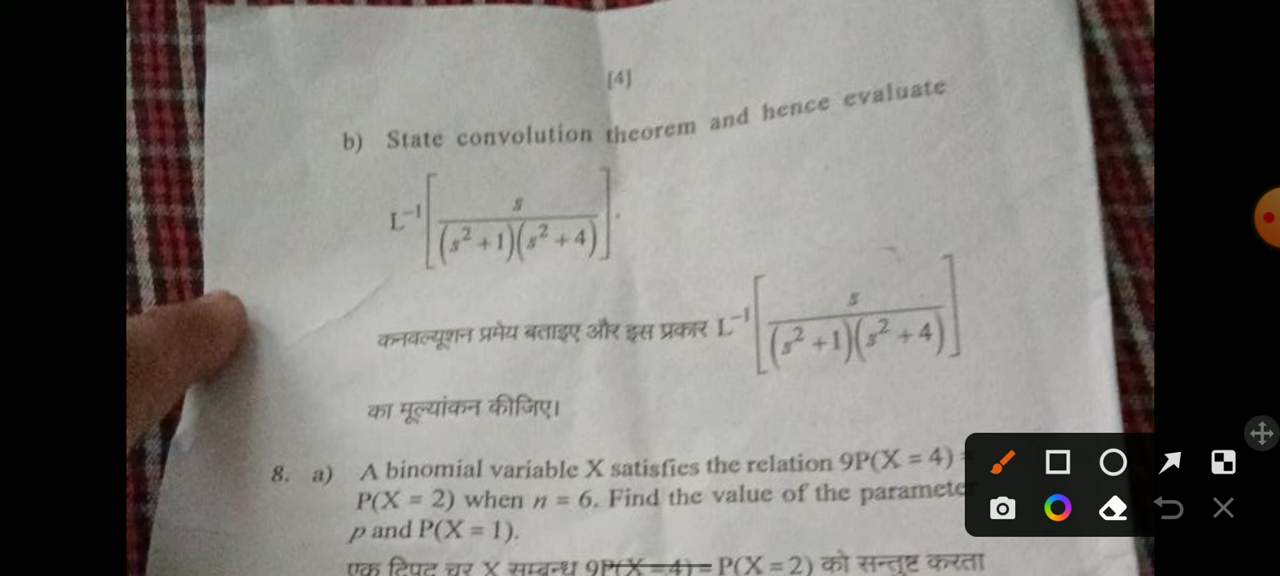 [4]
b) State convolution theorem and hence evaluate
L⁻¹[s/((s²+1)(s²+4))].
कनवल्यूशन प्रमेय बताइए और इस प्रकार L⁻¹[s/((s²+1)(s²+4))]
का मूल्यांकन कीजिए।
8. a) A binomial variable X satisfies the relation 9P(X = 4) =
P(X = 2) when n = 6. Find the value of the parameter
p and P(X = 1).
एक द्विपद चर X सम्बन्ध 9P(X = 4) = P(X = 2) को सन्तुष्ट करता